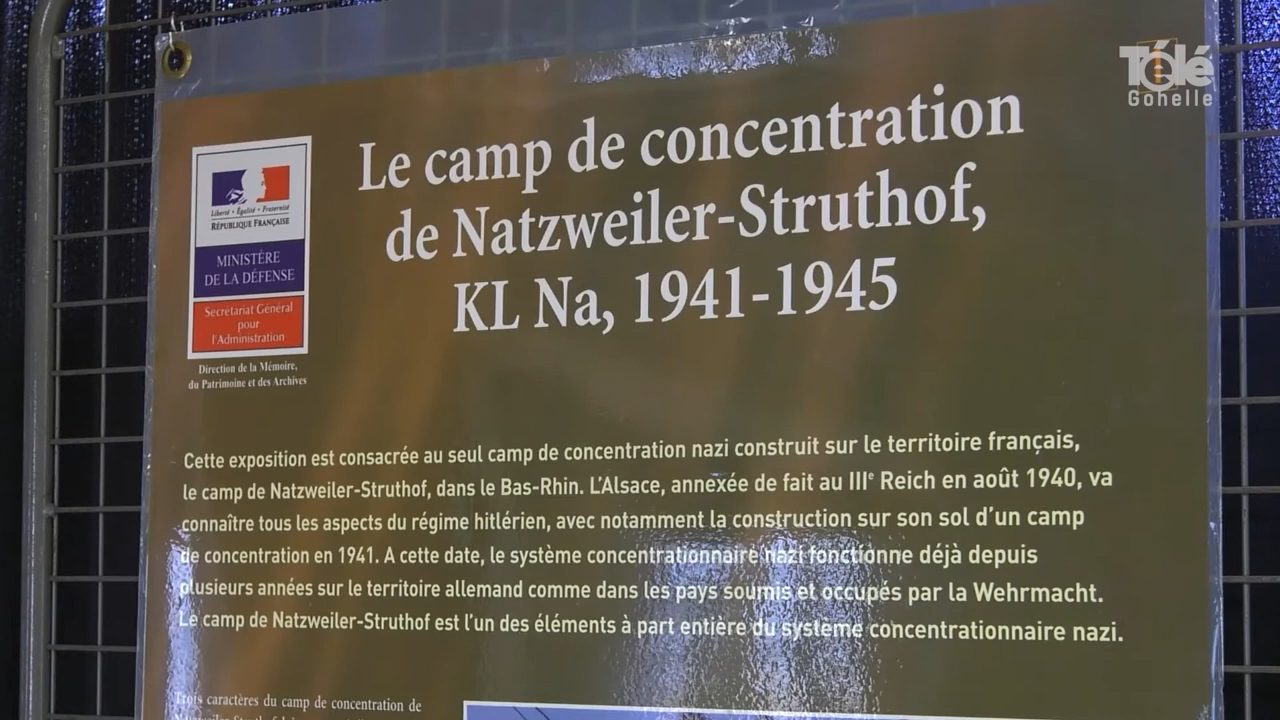 Télé
Gohelle
Le camp de concentration
de Natzweiler-Struthof,
KL Na, 1941-1945
Liberté • Égalité • Fraternité
RÉPUBLIQUE FRANÇAISE
MINISTÈRE
DE LA DÉFENSE
Secrétariat Général
pour
l'Administration
Direction de la Mémoire,
du Patrimoine et des Archives
Cette exposition est consacrée au seul camp de concentration nazi construit sur le territoire français,
le camp de Natzweiler-Struthof, dans le Bas-Rhin. L'Alsace, annexée de fait au IIIe Reich en août 1940, va
connaître tous les aspects du régime hitlérien, avec notamment la construction sur son sol d'un camp
de concentration en 1941. A cette date, le système concentrationnaire nazi fonctionne déjà depuis
plusieurs années sur le territoire allemand comme dans les pays soumis et occupés par la Wehrmacht.
Le camp de Natzweiler-Struthof est l'un des éléments à part entière du système concentrationnaire nazi.
Trois caractères du camp de concentration de